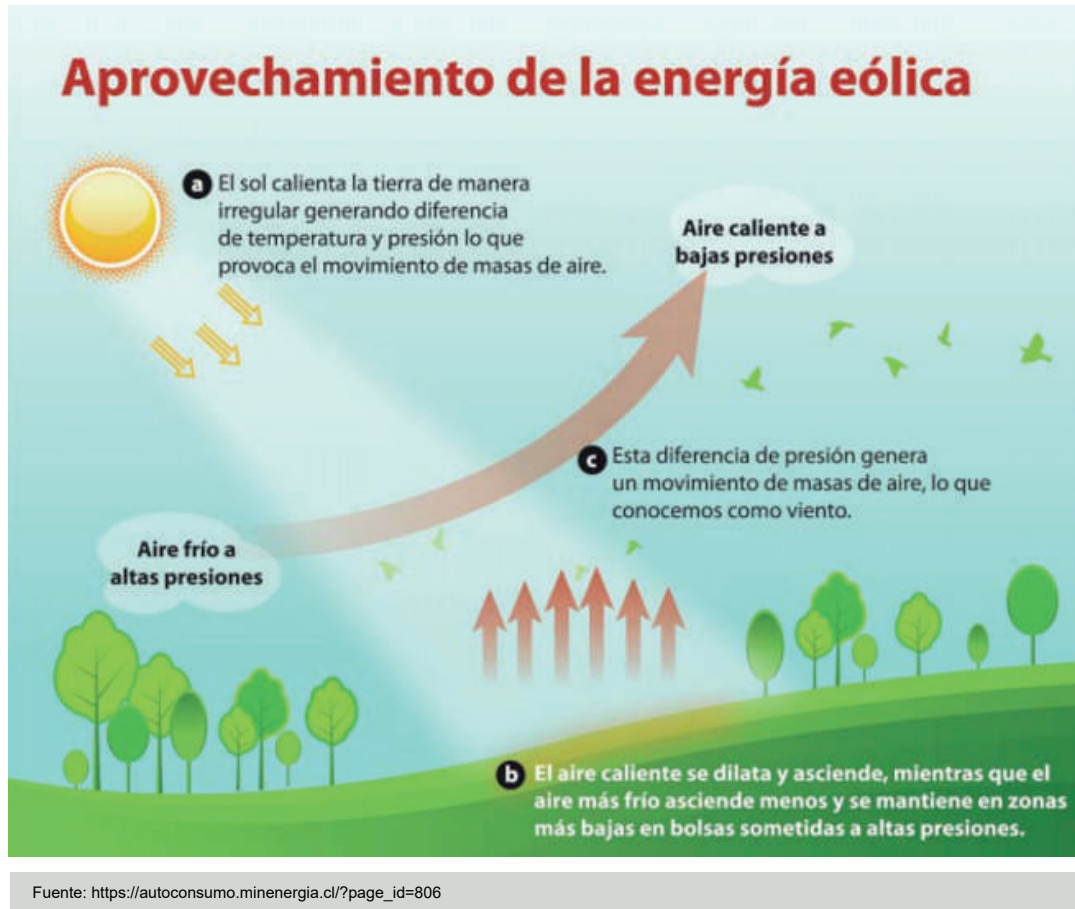 Aprovechamiento de la energía eólica
a El sol calienta la tierra de manera
irregular generando diferencia
de temperatura y presión lo que
provoca el movimiento de masas de aire.
Aire caliente a
bajas presiones
c Esta diferencia de presión genera
un movimiento de masas de aire, lo que
conocemos como viento.
Aire frío a
altas presiones
b El aire caliente se dilata y asciende, mientras que el
aire más frío asciende menos y se mantiene en zonas
más bajas en bolsas sometidas a altas presiones.
Fuente: https://autoconsumo.minenergia.cl/?page_id=806